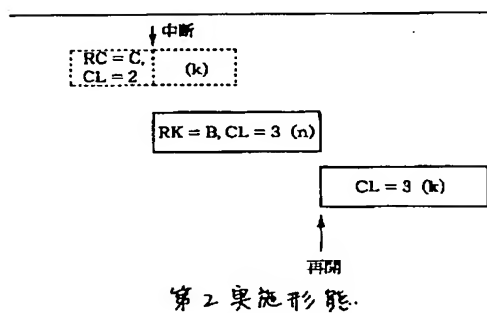 中断
RC = C,
CL = 2
(k)
RK = B, CL = 3 (n)
CL = 3 (k)
再開
第2実施形態.